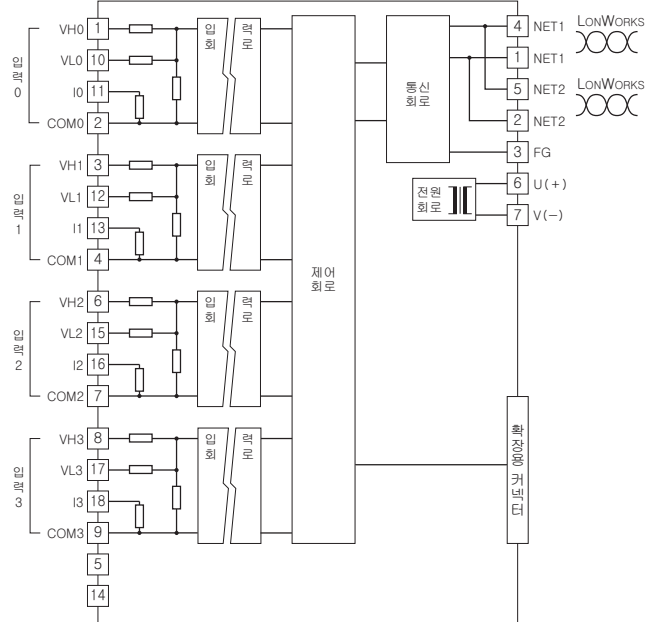 입력 0
VH0 1
VL0 10
I0 11
COM0 2
입력 회로
입력 1
VH1 3
VL1 12
I1 13
COM1 4
입력 회로
입력 2
VH2 6
VL2 15
I2 16
COM2 7
입력 회로
입력 3
VH3 8
VL3 17
I3 18
COM3 9
입력 회로
5
14
제어
회로
통신
회로
전원
회로
4 NET1 LONWORKS
1 NET1
5 NET2 LONWORKS
2 NET2
3 FG
6 U(+)
7 V(−)
확장용 커넥터